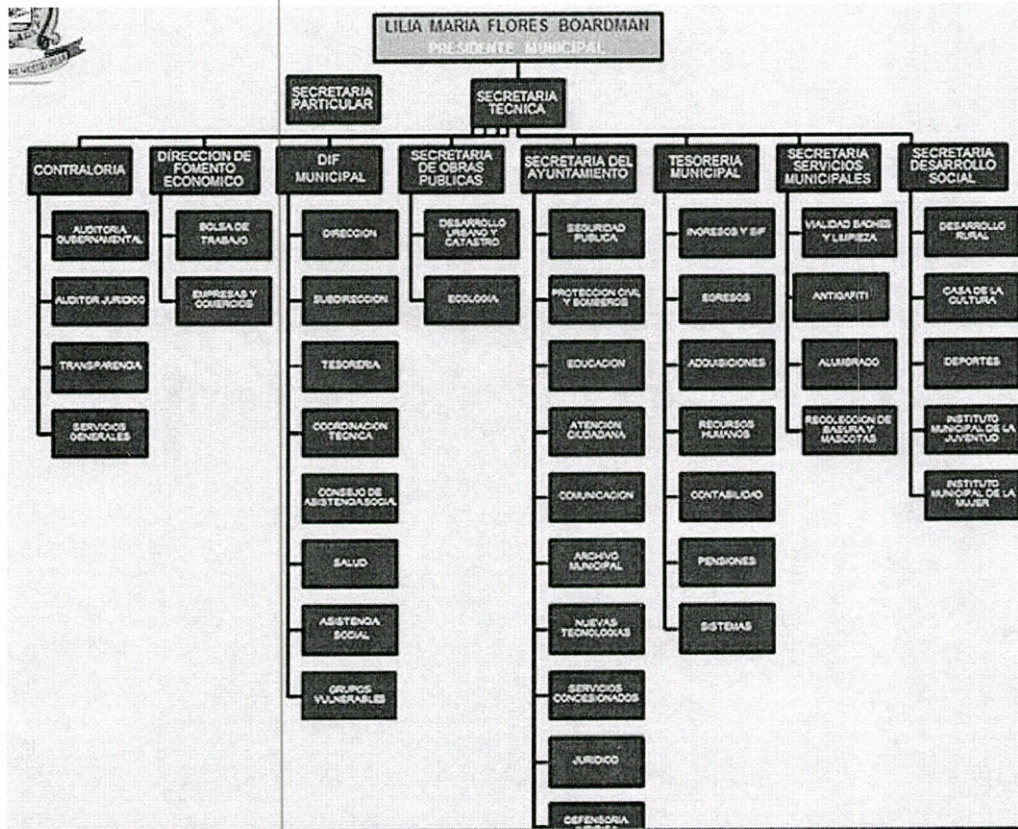 LILIA MARIA FLORES BOARDMAN
PRESIDENTE MUNICIPAL
SECRETARIA
PARTICULAR
SECRETARIA
TECNICA
CONTRALORIA
DIRECCION DE
FOMENTO
ECONOMICO
DIF
MUNICIPAL
SECRETARIA
DE OBRAS
PUBLICAS
SECRETARIA DEL
AYUNTAMIENTO
TESORERIA
MUNICIPAL
SECRETARIA
SERVICIOS
MUNICIPALES
SECRETARIA
DESARROLLO
SOCIAL
AUDITORIA
GUBERNAMENTAL
AUDITOR JURIDICO
TRANSPARENCIA
SERVICIOS
GENERALES
BOLSA DE
TRABAJO
EMPRESAS Y
COMERCIOS
DIRECCION
SUBDIRECCION
TESORERIA
COORDINACION
TECNICA
CONSEJO DE
ASISTENCIA SOCIAL
SALUD
ASISTENCIA
SOCIAL
GRUPOS
VULNERABLES
DESARROLLO
URBANO Y
CATASTRO
ECOLOGIA
SEGURIDAD
PUBLICA
PROTECCION CIVIL
Y BOMBEROS
EDUCACION
ATENCION
CIUDADANA
COMUNICACION
ARCHIVO
MUNICIPAL
NUEVAS
TECNOLOGIAS
SERVICIOS
CONCESIONADOS
JURIDICO
DEFENSORIA
INGRESOS Y
EGRESOS
ADQUISICIONES
RECURSOS
HUMANOS
CONTABILIDAD
PENSIONES
SISTEMAS
VIALIDAD BACHES
Y LIMPIEZA
ANTIGAFITI
ALUMBRADO
RECOLECCION DE
BASURA Y
MASCOTAS
DESARROLLO
RURAL
CASA DE LA
CULTURA
DEPORTES
INSTITUTO
MUNICIPAL DE LA
JUVENTUD
INSTITUTO
MUNICIPAL DE LA
MUJER